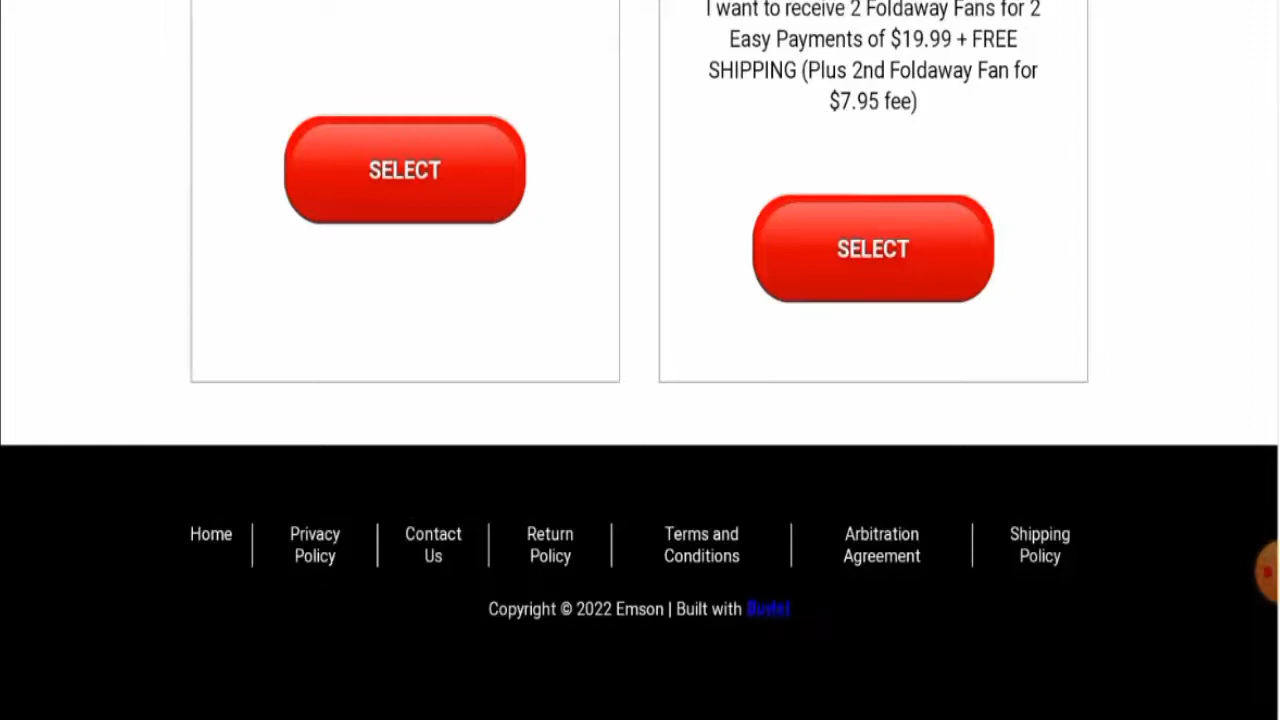 I want to receive 2 Foldaway Fans for 2
Easy Payments of $19.99 + FREE
SHIPPING (Plus 2nd Foldaway Fan for
$7.95 fee)
SELECT
SELECT
Home
Privacy
Policy
Contact
Us
Return
Policy
Terms and
Conditions
Arbitration
Agreement
Shipping
Policy
Copyright © 2022 Emson | Built with